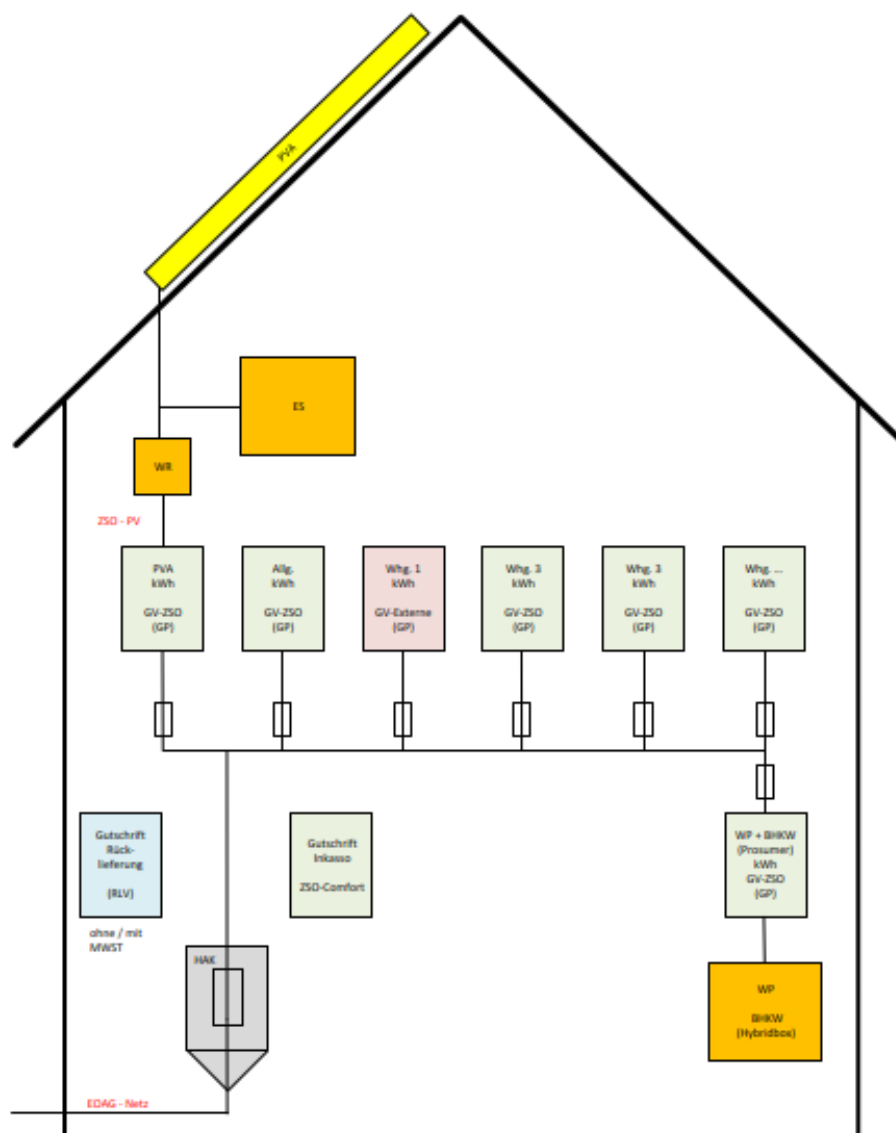 PVA
ES
WR
ZSO - PV
PVA
kWh
GV-ZSO
(GP)
Allg.
kWh
GV-ZSO
(GP)
Whg. 1
kWh
GV-Externe
(GP)
Whg. 3
kWh
GV-ZSO
(GP)
Whg. 3
kWh
GV-ZSO
(GP)
Whg. ...
kWh
GV-ZSO
(GP)
Gutschrift
Rück-
lieferung
(RLV)
ohne / mit
MWST
Gutschrift
Inkasso
ZSO-Comfort
WP + BHKW
(Prosumer)
kWh
GV-ZSO
(GP)
HAK
WP
BHKW
(Hybridbox)
EDAG - Netz